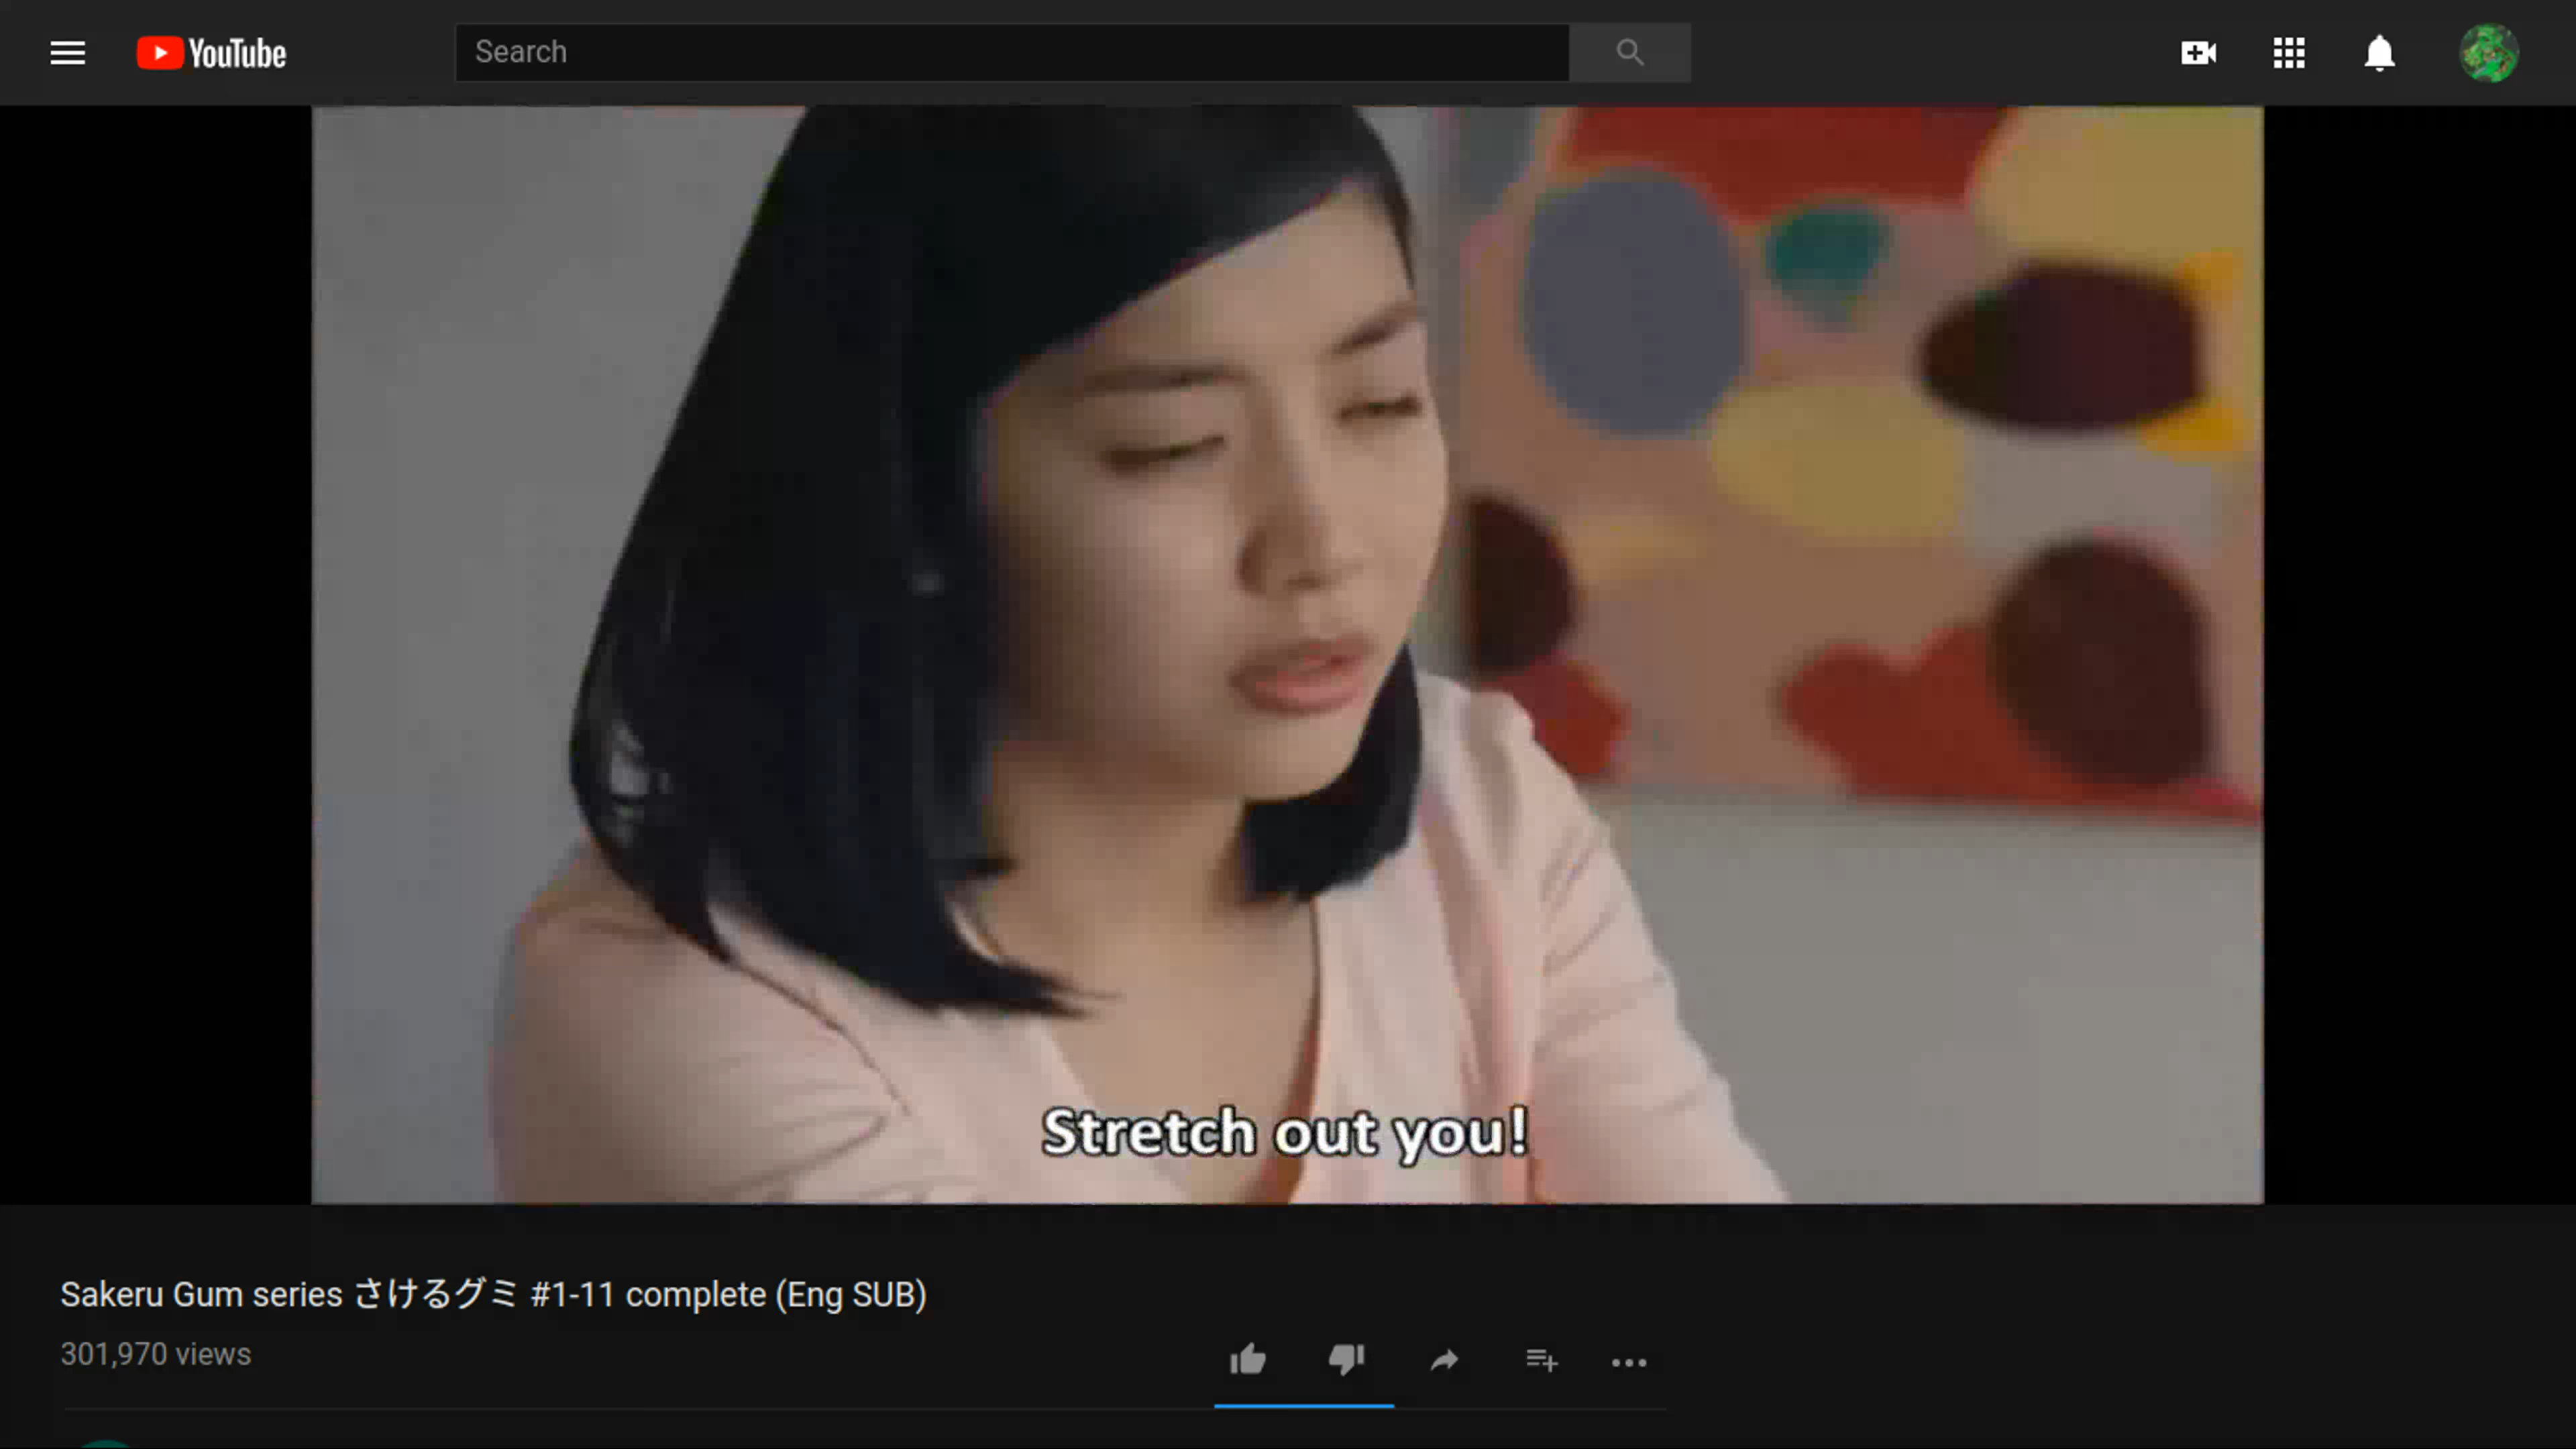 YouTube
Search
Stretch out you!
Sakeru Gum series さけるグミ #1-11 complete (Eng SUB)
301,970 views